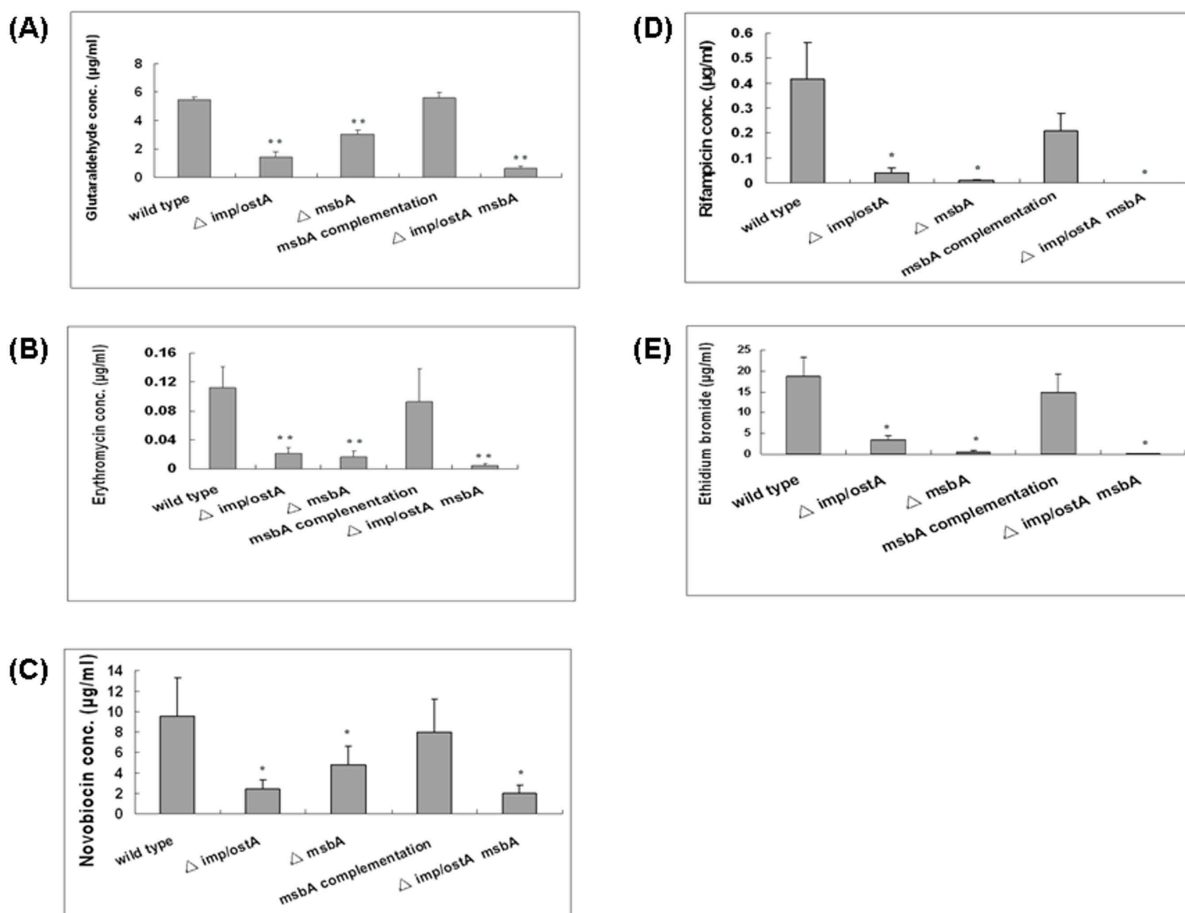 (A)
Glutaraldehyde conc. (µg/ml)
8
6
4
2
0
**
**
**
wild type
△ imp/ostA
△ msbA
msbA complementation
△ imp/ostA msbA
(B)
Erythromycin conc. (µg/ml)
0.16
0.12
0.08
0.04
0
**
**
**
wild type
△ imp/ostA
△ msbA
msbA complenentation
△ imp/ostA msbA
(C)
Novobiocin conc. (µg/ml)
14
12
10
8
6
4
2
0
*
*
*
wild type
△ imp/ostA
△ msbA
msbA complementation
△ imp/ostA msbA
(D)
Rifampicin conc. (µg/ml)
0.6
0.5
0.4
0.3
0.2
0.1
0
*
*
*
wild type
△ imp/ostA
△ msbA
msbA complementation
△ imp/ostA msbA
(E)
Ethidium bromide (µg/ml)
25
20
15
10
5
0
*
*
*
wild type
△ imp/ostA
△ msbA
msbA complementation
△ imp/ostA msbA